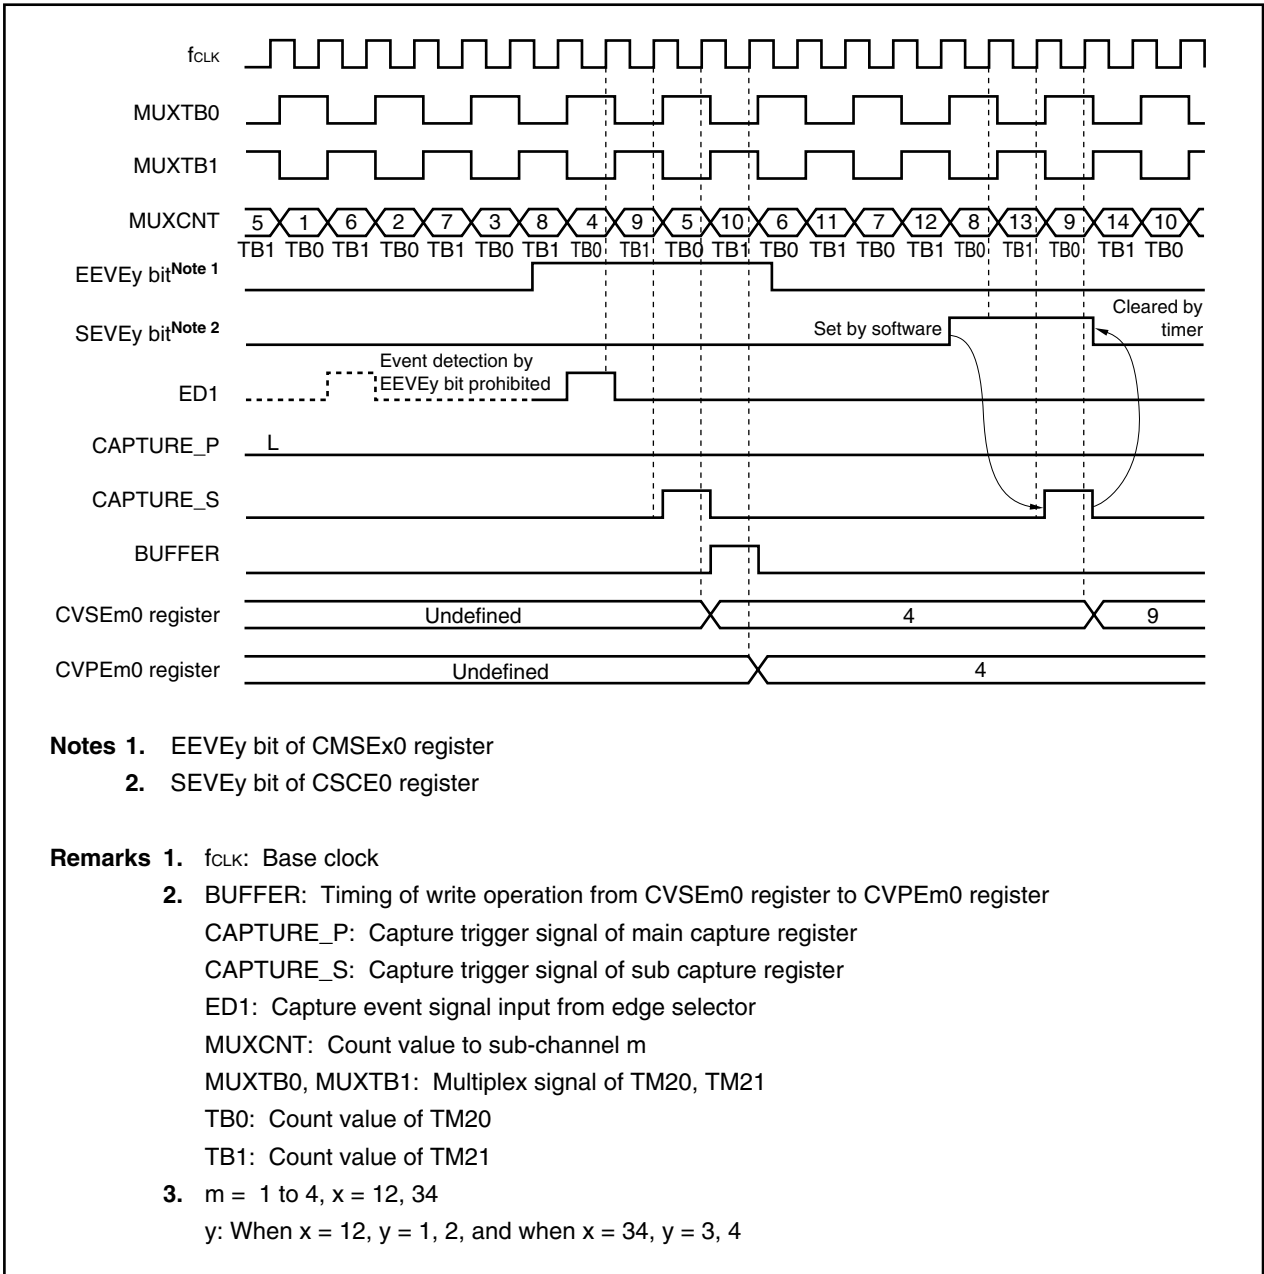 fCLK
MUXTB0
MUXTB1
MUXCNT 5 1 6 2 7 3 8 4 9 5 10 6 11 7 12 8 13 9 14 10
TB1 TB0 TB1 TB0 TB1 TB0 TB1 TB0 TB1 TB0 TB1 TB0 TB1 TB0 TB1 TB0 TB1 TB0 TB1 TB0
EEVEy bitNote 1
SEVEy bitNote 2 Set by software Cleared by
timer
Event detection by
EEVEy bit prohibited
ED1
CAPTURE_P L
CAPTURE_S
BUFFER
CVSEm0 register Undefined 4 9
CVPEm0 register Undefined 4
Notes 1. EEVEy bit of CMSEx0 register
2. SEVEy bit of CSCE0 register
Remarks 1. fCLK: Base clock
2. BUFFER: Timing of write operation from CVSEm0 register to CVPEm0 register
CAPTURE_P: Capture trigger signal of main capture register
CAPTURE_S: Capture trigger signal of sub capture register
ED1: Capture event signal input from edge selector
MUXCNT: Count value to sub-channel m
MUXTB0, MUXTB1: Multiplex signal of TM20, TM21
TB0: Count value of TM20
TB1: Count value of TM21
3. m = 1 to 4, x = 12, 34
y: When x = 12, y = 1, 2, and when x = 34, y = 3, 4